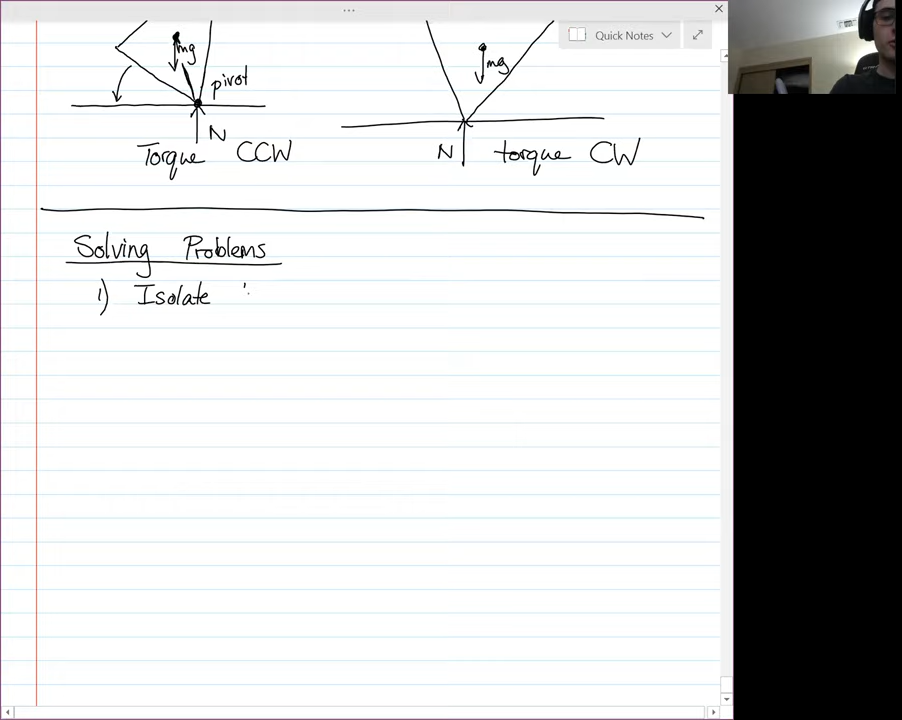 Quick Notes
mg
mg
pivot
N
N
Torque CCW
torque CW
Solving Problems
1) Isolate